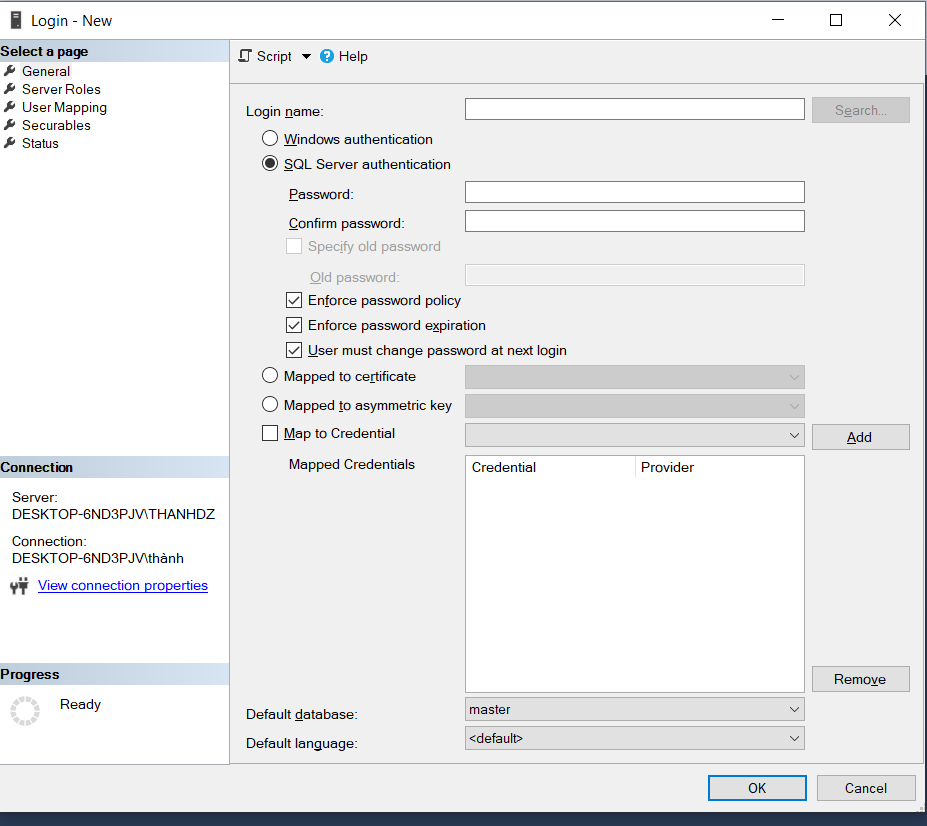 Login - New
Select a page
General
Server Roles
User Mapping
Securables
Status
Connection
Server:
DESKTOP-6ND3PJV\THANHDZ
Connection:
DESKTOP-6ND3PJV\thành
View connection properties
Progress
Ready
Script
Help
Login name:
Search...
Windows authentication
SQL Server authentication
Password:
Confirm password:
Specify old password
Old password:
Enforce password policy
Enforce password expiration
User must change password at next login
Mapped to certificate
Mapped to asymmetric key
Map to Credential
Add
Mapped Credentials
Credential Provider
Remove
Default database: master
Default language: <default>
OK Cancel